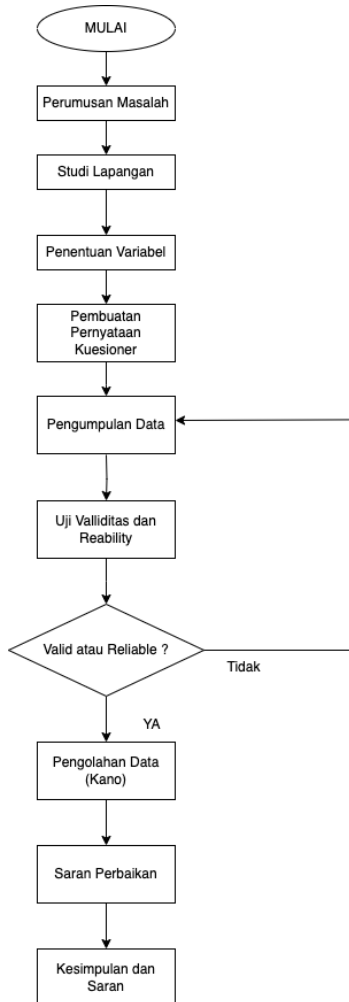 MULAI
Perumusan Masalah
Studi Lapangan
Penentuan Variabel
Pembuatan
Pernyataan
Kuesioner
Pengumpulan Data
Uji Valliditas dan
Reability
Valid atau Reliable ?
Tidak
YA
Pengolahan Data
(Kano)
Saran Perbaikan
Kesimpulan dan
Saran